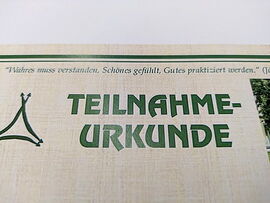 "Wahres muss verstanden, Schönes gefühlt, Gutes praktiziert werden."
TEILNAHME-
URKUNDE